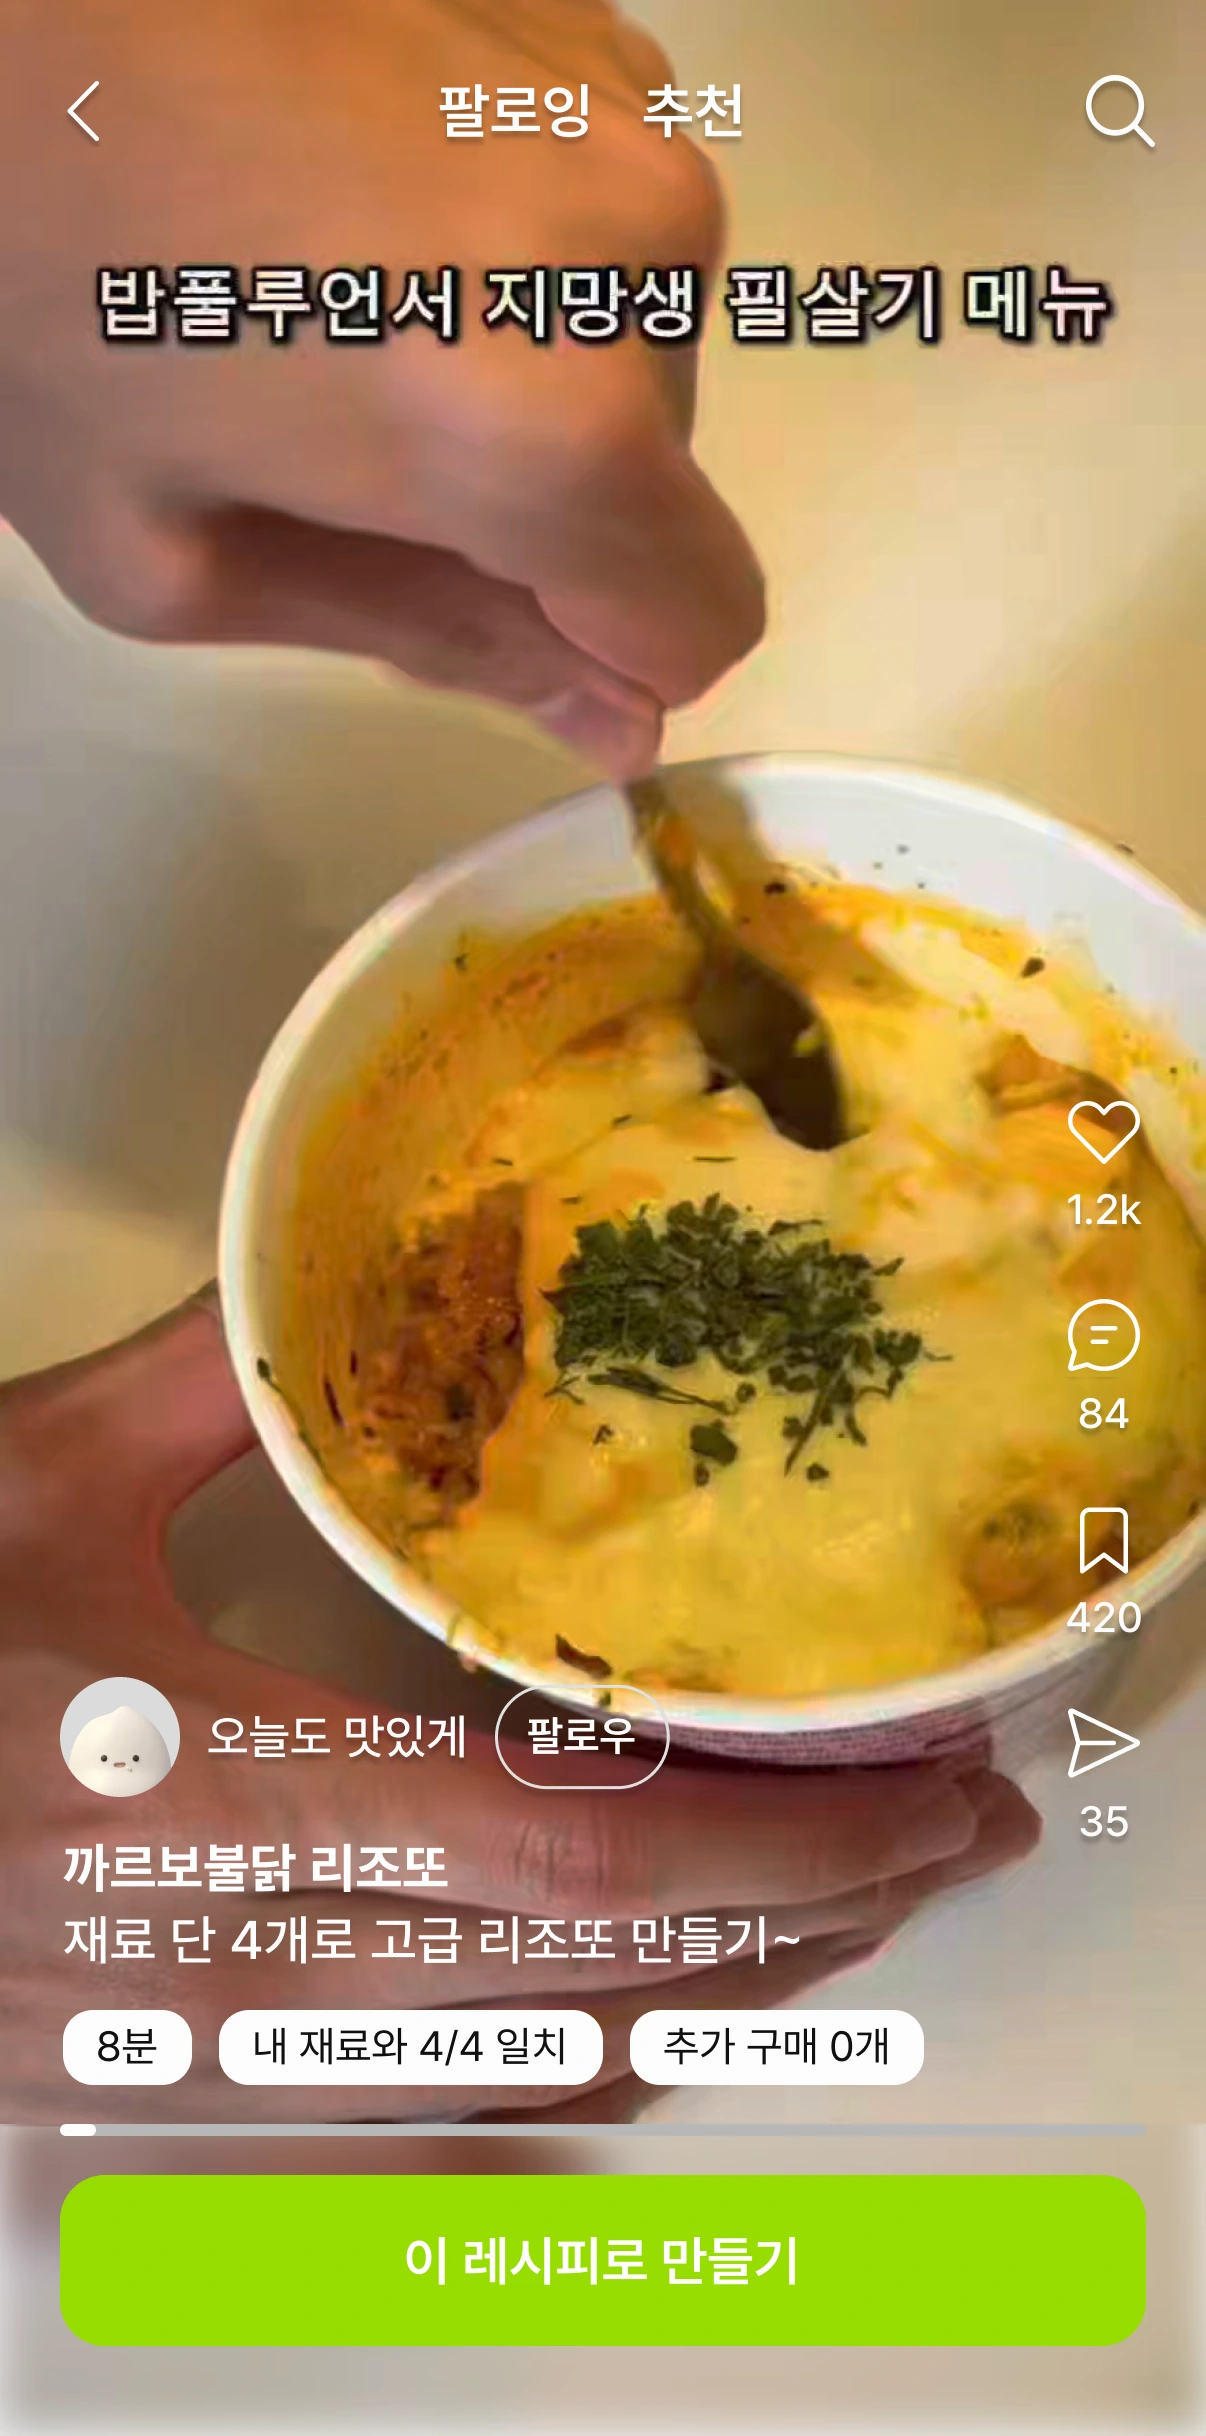 팔로잉 추천
밥풀루언서 지망생 필살기 메뉴
1.2k
84
420
35
오늘도 맛있게 팔로우
까르보불닭 리조또
재료 단 4개로 고급 리조또 만들기~
8분 내 재료와 4/4 일치 추가 구매 0개
이 레시피로 만들기